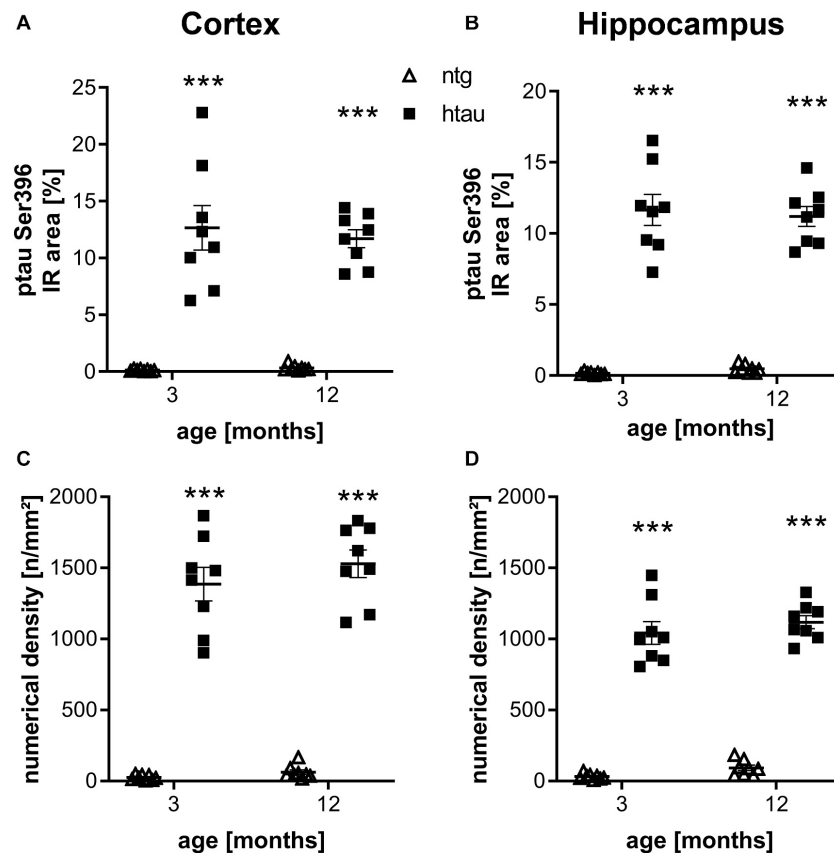 A
Cortex
B
Hippocampus
ntg
htau
ptau Ser396
IR area [%]
25
20
15
10
5
0
***
***
3
12
age [months]
ptau Ser396
IR area [%]
20
15
10
5
0
***
***
3
12
age [months]
C
numerical density [n/mm²]
2000
1500
1000
500
0
***
***
3
12
age [months]
D
numerical density [n/mm²]
2000
1500
1000
500
0
***
***
3
12
age [months]